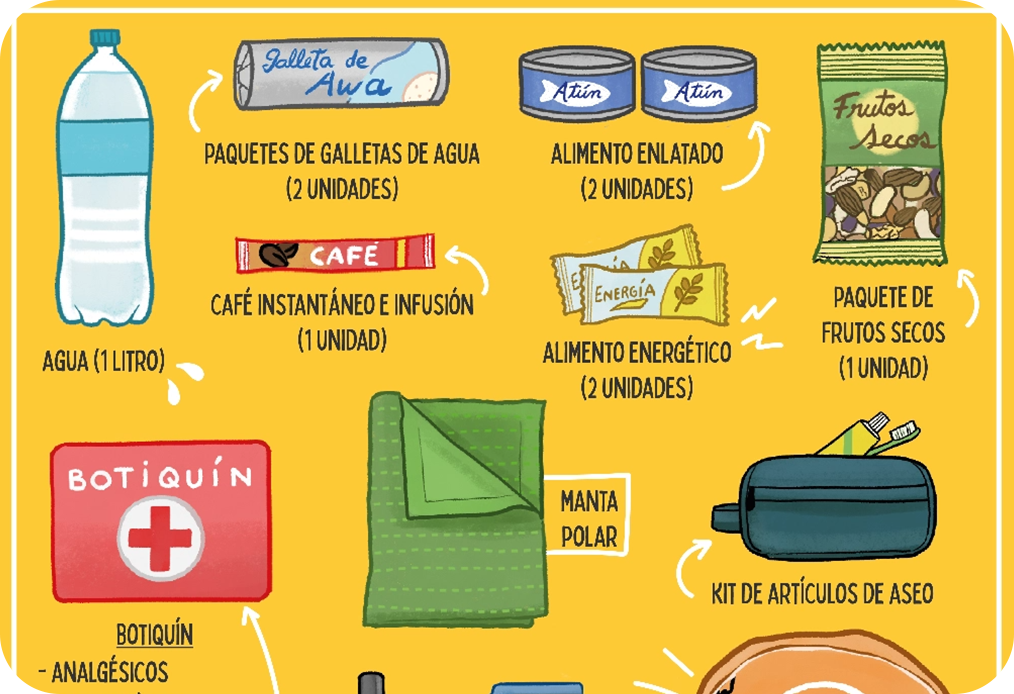 Galleta de
Awa
PAQUETES DE GALLETAS DE AGUA
(2 UNIDADES)
Atún
Atún
ALIMENTO ENLATADO
(2 UNIDADES)
Frutos
Secos
PAQUETE DE
FRUTOS SECOS
(1 UNIDAD)
CAFÉ
CAFÉ INSTANTÁNEO E INFUSIÓN
(1 UNIDAD)
ENERGÍA
ALIMENTO ENERGÉTICO
(2 UNIDADES)
AGUA (1 LITRO)
BOTIQUÍN
MANTA
POLAR
KIT DE ARTÍCULOS DE ASEO
BOTIQUÍN
- ANALGÉSICOS